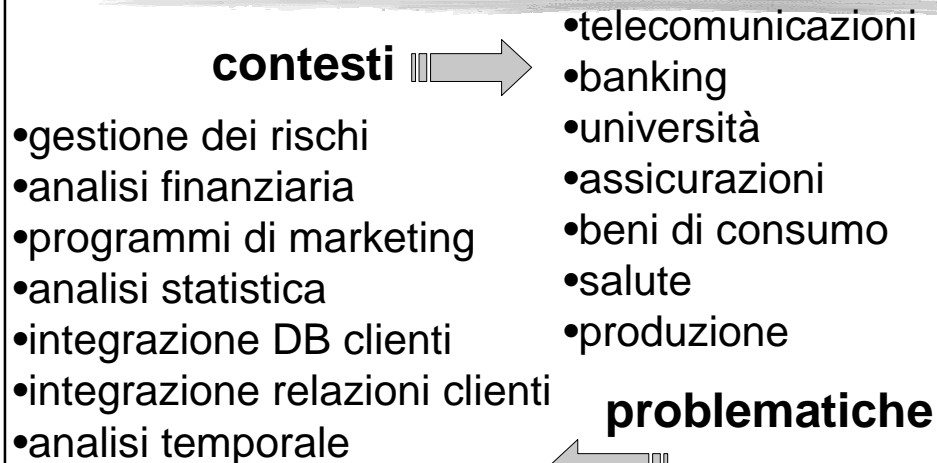 contesti
•telecomunicazioni
•banking
•università
•assicurazioni
•beni di consumo
•salute
•produzione
problematiche
•gestione dei rischi
•analisi finanziaria
•programmi di marketing
•analisi statistica
•integrazione DB clienti
•integrazione relazioni clienti
•analisi temporale